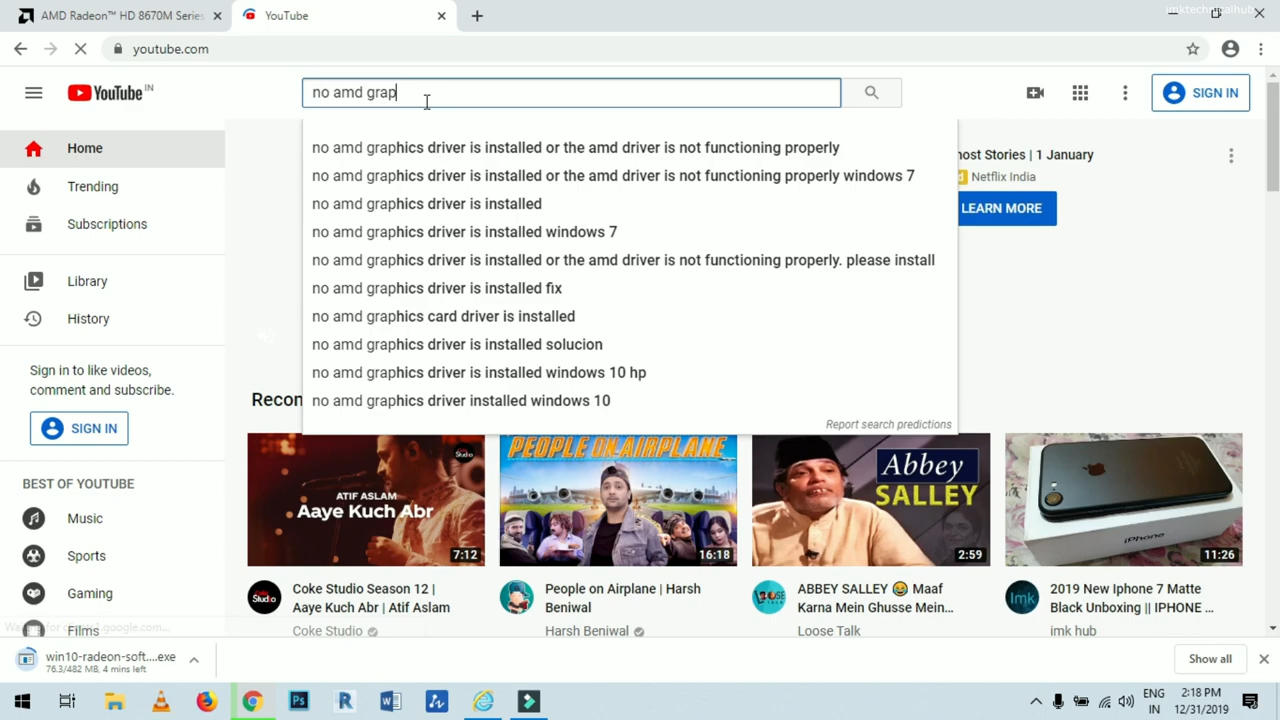 imktechnicalhub
AMD Radeon™ HD 8670M Series
YouTube
youtube.com
YouTube IN
no amd grap
SIGN IN
no amd graphics driver is installed or the amd driver is not functioning properly
no amd graphics driver is installed or the amd driver is not functioning properly windows 7
no amd graphics driver is installed
no amd graphics driver is installed windows 7
no amd graphics driver is installed or the amd driver is not functioning properly. please install
no amd graphics driver is installed fix
no amd graphics card driver is installed
no amd graphics driver is installed solucion
no amd graphics driver is installed windows 10 hp
no amd graphics driver installed windows 10
Report search predictions
Home
Trending
Subscriptions
Library
History
Sign in to like videos,
comment and subscribe.
SIGN IN
BEST OF YOUTUBE
Music
Sports
Gaming
Films
host Stories | 1 January
Netflix India
LEARN MORE
Recon
Coke Studio
ATIF ASLAM
Aaye Kuch Abr
7:12
PEOPLE ON AIRPLANE
16:18
Abbey
SALLEY
2:59
iPhone
11:26
Coke Studio Season 12 |
Aaye Kuch Abr | Atif Aslam
Coke Studio
People on Airplane | Harsh
Beniwal
Harsh Beniwal
ABBEY SALLEY 😂 Maaf
Karna Mein Ghusse Mein...
Loose Talk
Imk
2019 New Iphone 7 Matte
Black Unboxing || IPHONE ...
imk hub
win10-radeon-soft....exe
76.3/482 MB, 4 mins left
Show all
Ps
R
W
ENG
IN
2:18 PM
12/31/2019